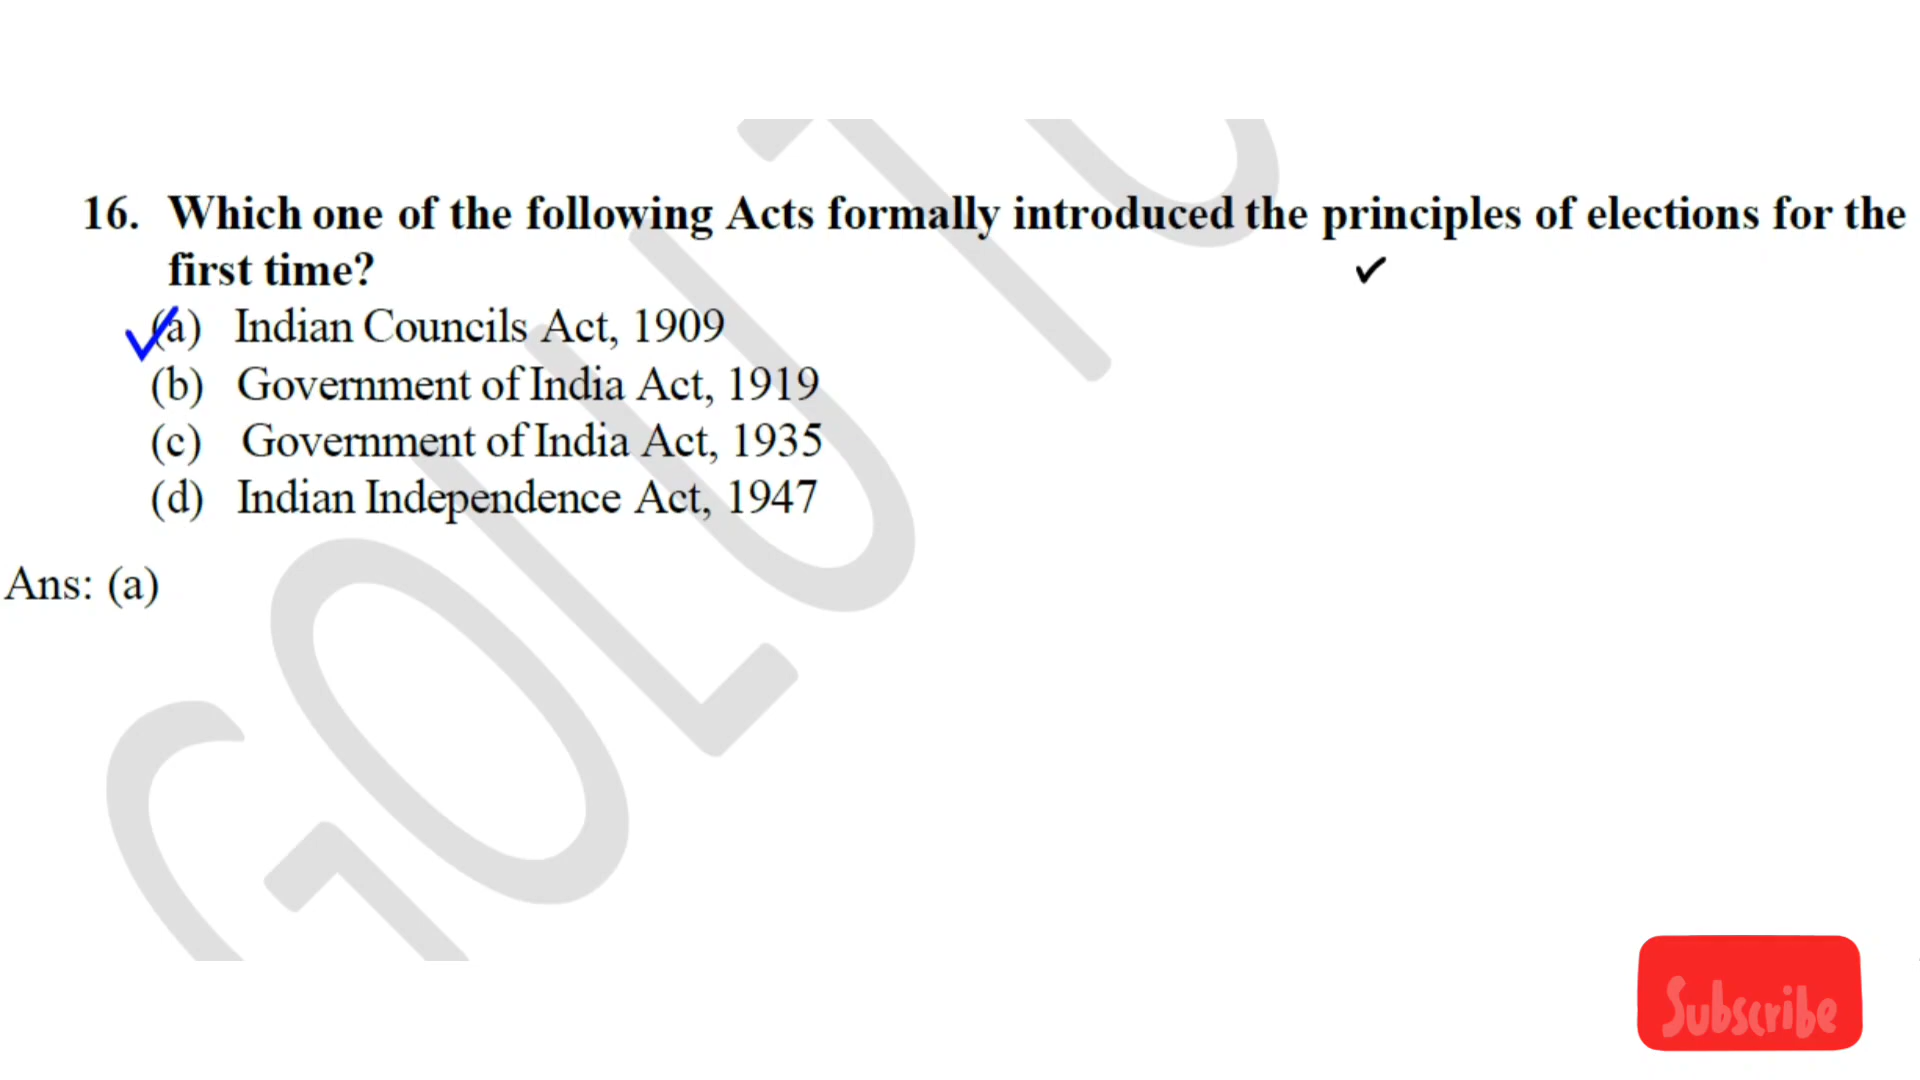 16. Which one of the following Acts formally introduced the principles of elections for the
first time?
(a) Indian Councils Act, 1909
(b) Government of India Act, 1919
(c) Government of India Act, 1935
(d) Indian Independence Act, 1947
Ans: (a)
GOLU
Subscribe